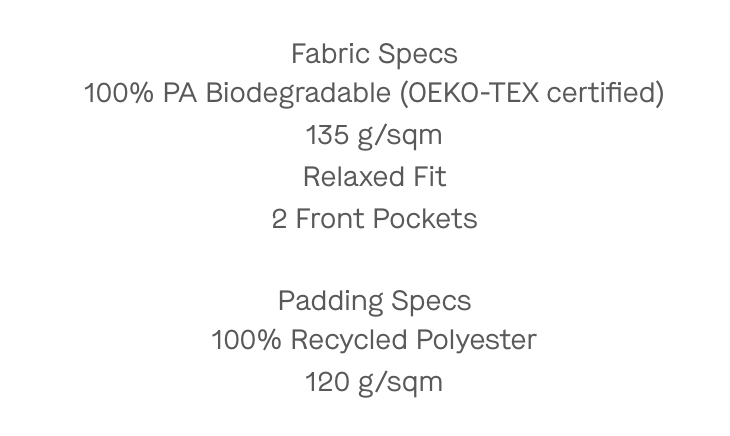 Fabric Specs
100% PA Biodegradable (OEKO-TEX certified)
135 g/sqm
Relaxed Fit
2 Front Pockets
Padding Specs
100% Recycled Polyester
120 g/sqm